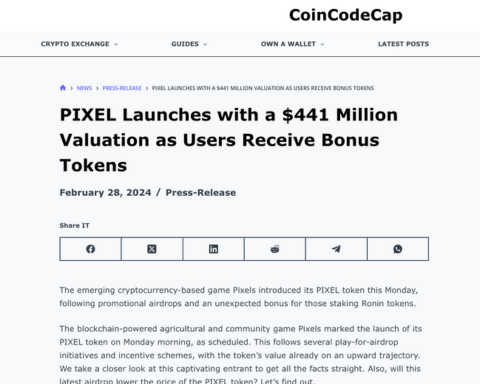 CoinCodeCap
CRYPTO EXCHANGE GUIDES OWN A WALLET LATEST POSTS
NEWS > PRESS-RELEASE > PIXEL LAUNCHES WITH A $441 MILLION VALUATION AS USERS RECEIVE BONUS TOKENS
PIXEL Launches with a $441 Million
Valuation as Users Receive Bonus
Tokens
February 28, 2024 / Press-Release
Share IT
The emerging cryptocurrency-based game Pixels introduced its PIXEL token this Monday,
following promotional airdrops and an unexpected bonus for those staking Ronin tokens.
The blockchain-powered agricultural and community game Pixels marked the launch of its
PIXEL token on Monday morning, as scheduled. This follows several play-for-airdrop
initiatives and incentive schemes, with the token's value already on an upward trajectory.
We take a closer look at this captivating entrance to get all the facts straight. Also, will this
latest airdrop lower the price of the PIXEL token? Let's find out.